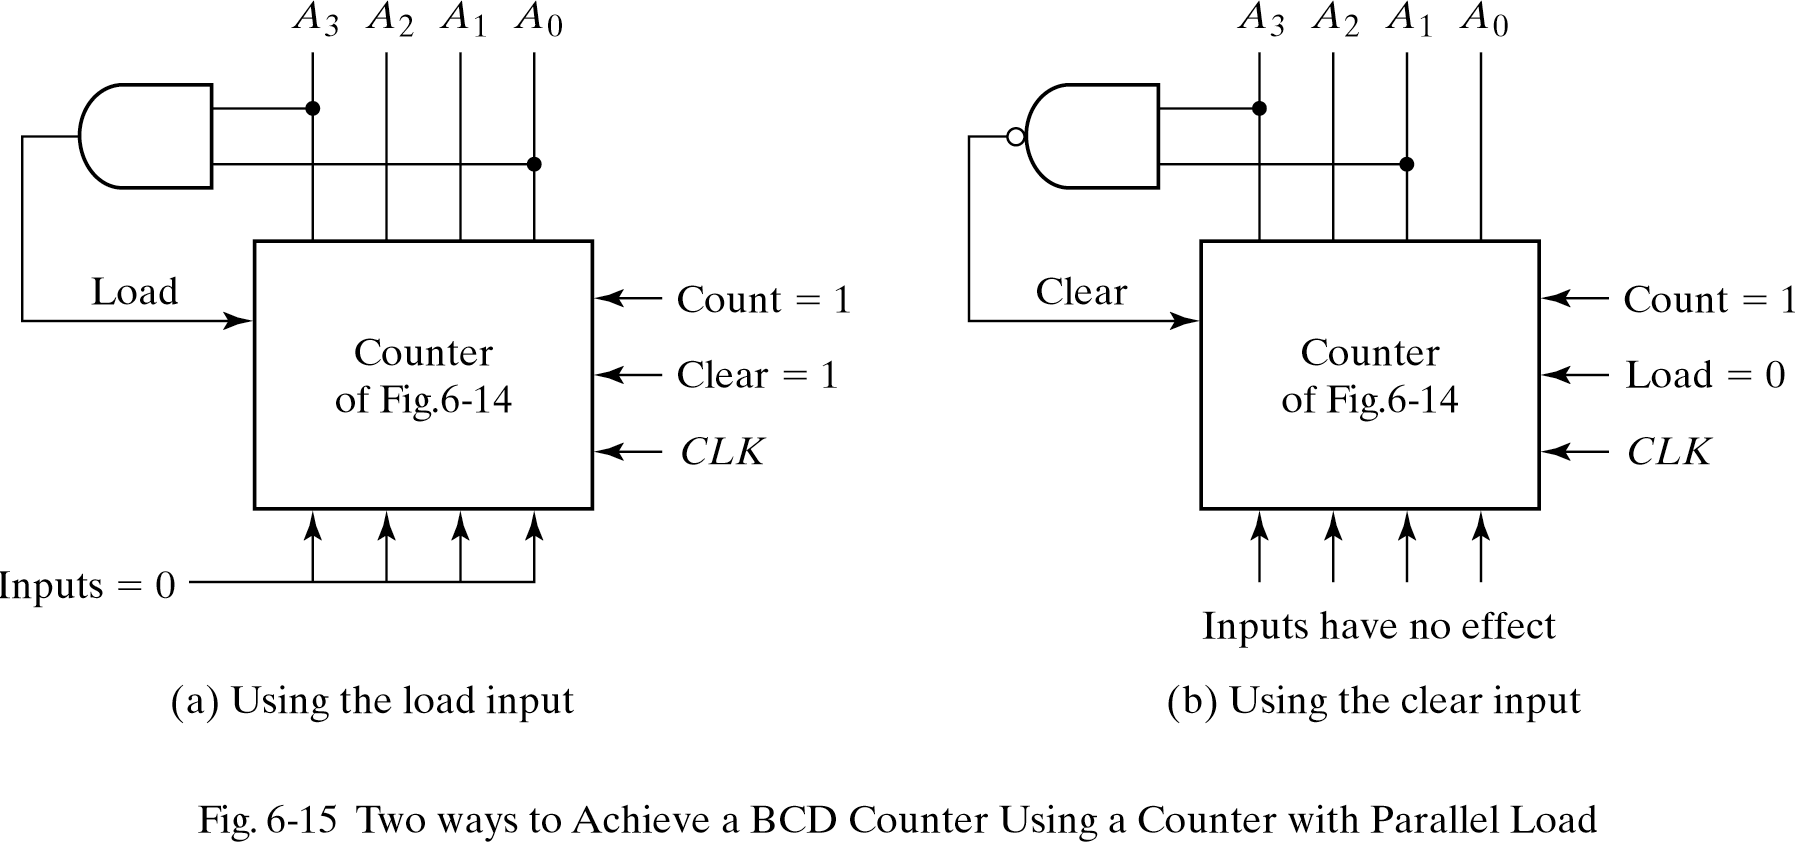 A3 A2 A1 A0
Load
Count = 1
Clear = 1
CLK
Counter
of Fig.6-14
Inputs = 0
(a) Using the load input
A3 A2 A1 A0
Clear
Count = 1
Load = 0
CLK
Counter
of Fig.6-14
Inputs have no effect
(b) Using the clear input
Fig. 6-15 Two ways to Achieve a BCD Counter Using a Counter with Parallel Load